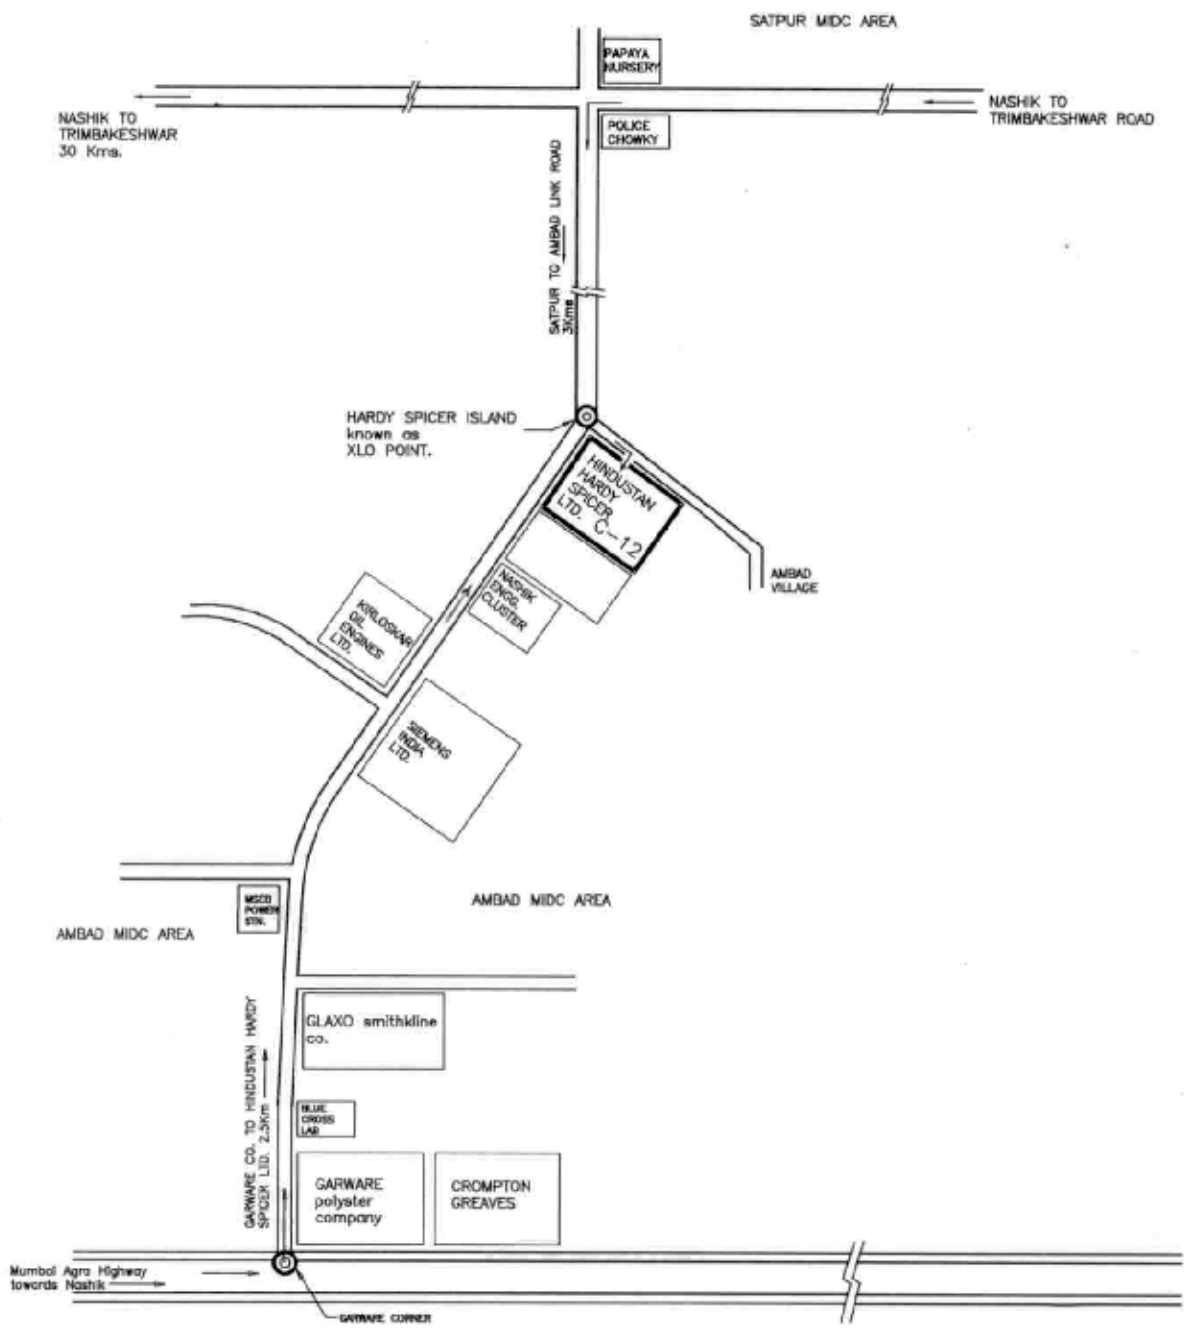 SATPUR MIDC AREA
PAPAYA
NURSERY
NASHIK TO
TRIMBAKESHWAR
30 Kms.
NASHIK TO
TRIMBAKESHWAR ROAD
POLICE
CHOWKY
SATPUR TO AMBAD LINK ROAD
3Kms
HARDY SPICER ISLAND
known as
XLO POINT.
HINDUSTAN
HARDY
SPICER
LTD. C-12
AMBAD
VILLAGE
NASHIK
ENGG.
CLUSTER
KIRLOSKAR
OIL
ENGINES
LTD.
SIEMENS
INDIA
LTD.
MSCB
POWER
STN.
AMBAD MIDC AREA
AMBAD MIDC AREA
GARWARE CO. TO HINDUSTAN HARDY
SPICER LTD. 2.5Km
GLAXO smithkline
co.
BLUE
CROSS
LAB
GARWARE
polyster
company
CROMPTON
GREAVES
Mumbai Agra Highway
towards Nashik
GARWARE CORNER